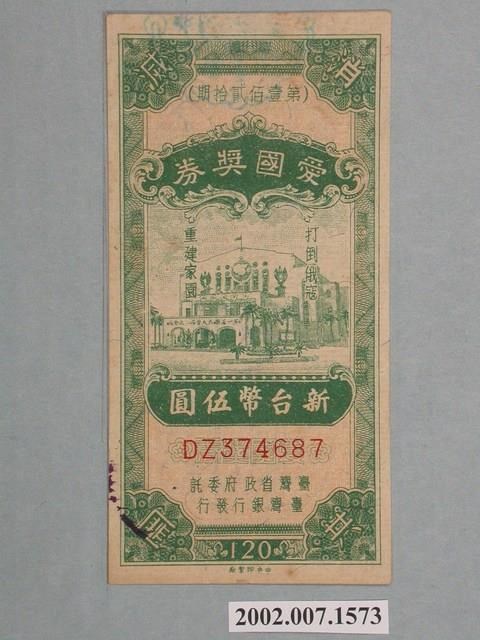 省府
(第壹佰貳拾期)
愛國獎券
打倒俄寇
重建家園
新台幣伍圓
DZ374687
臺灣省政府委託
臺灣銀行發行
120
2002.007.1573